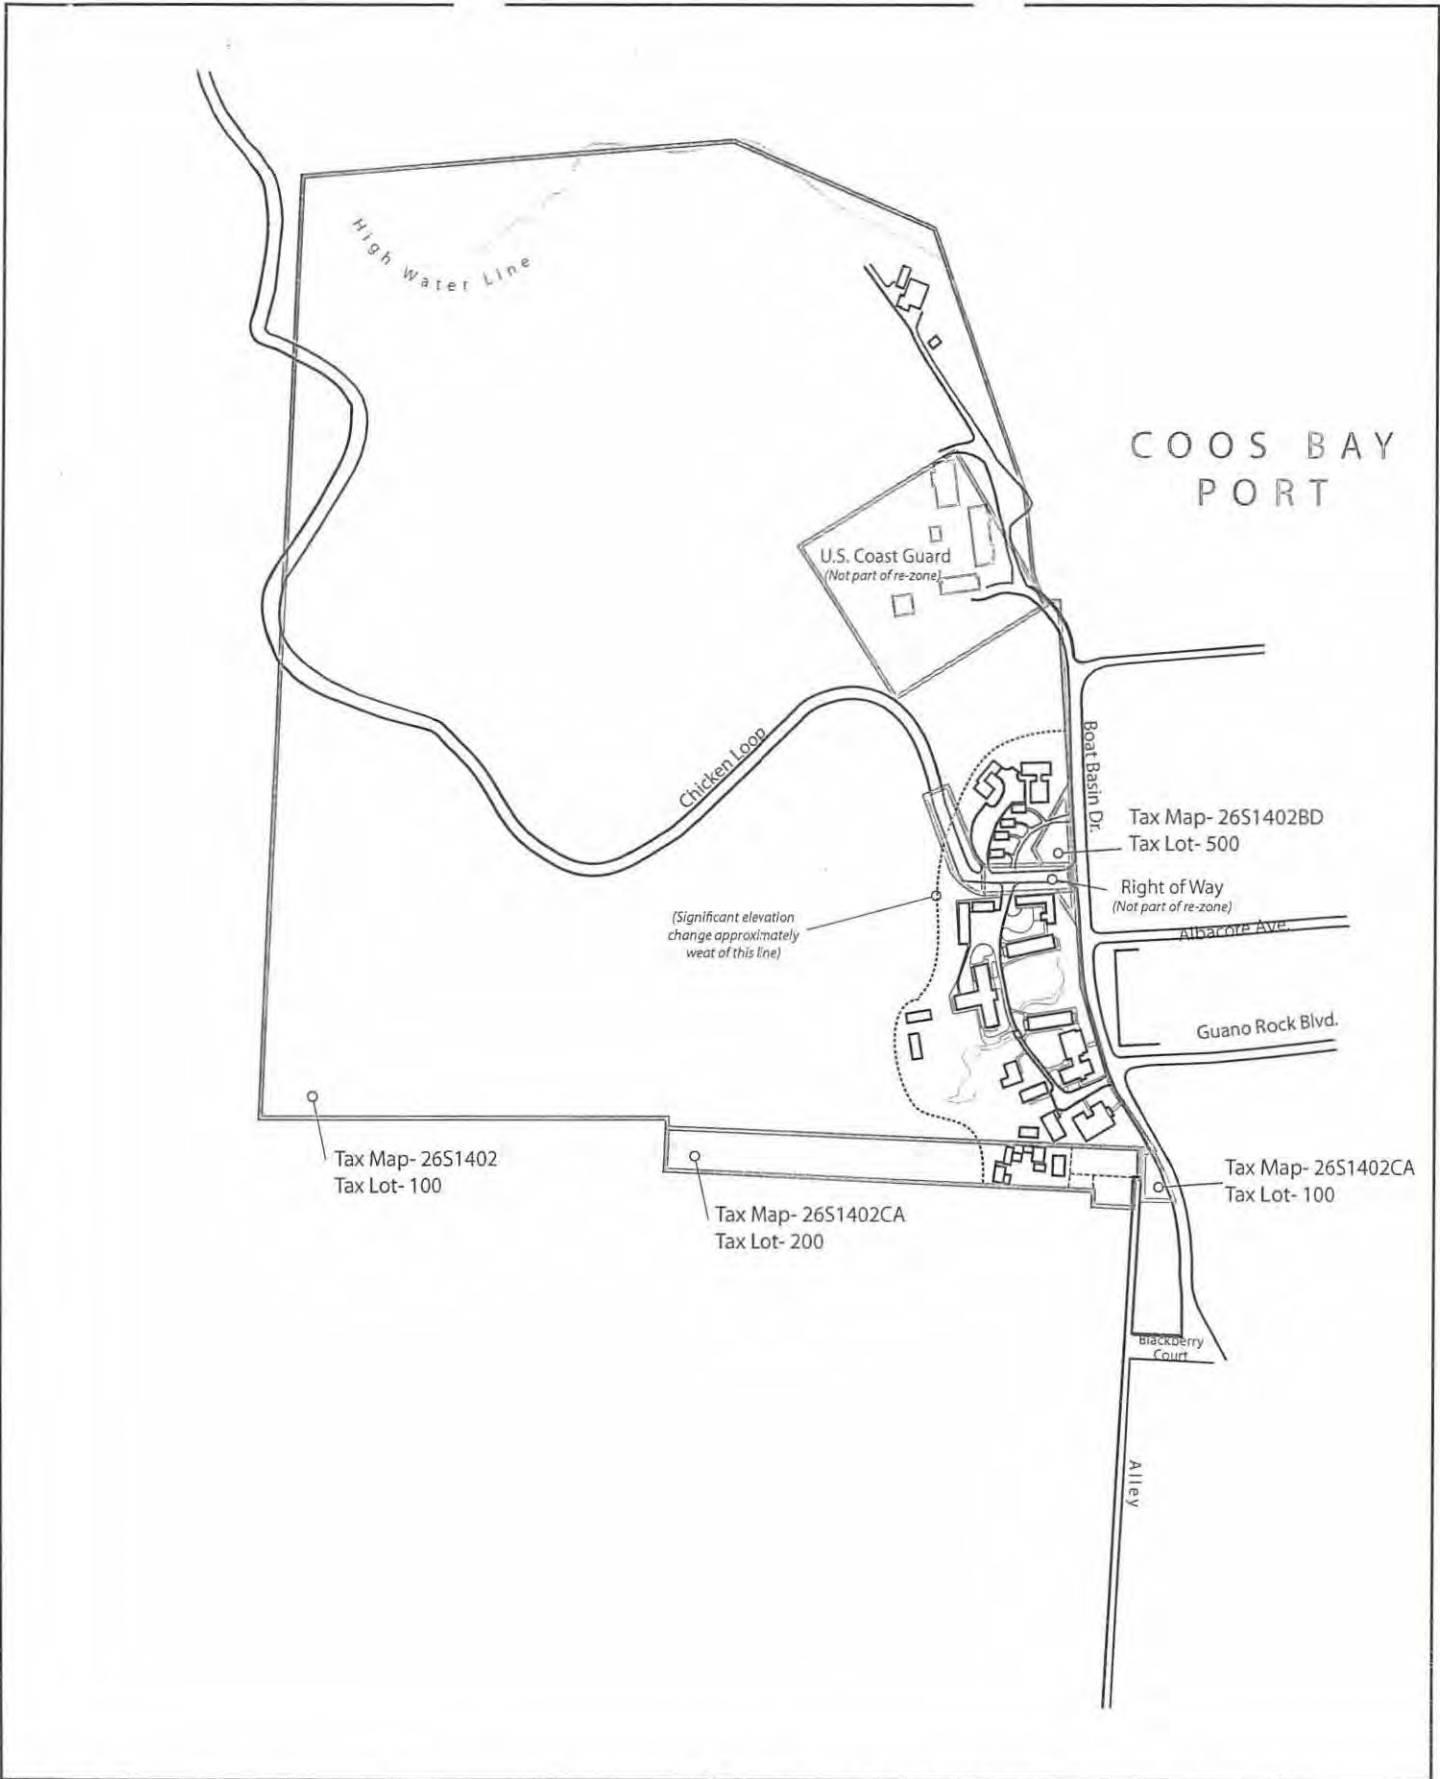 High Water Line
COOS BAY
PORT
U.S. Coast Guard
(Not part of re-zone)
Chicken Loop
Boat Basin Dr.
Tax Map- 26S1402BD
Tax Lot- 500
Right of Way
(Not part of re-zone)
(Significant elevation
change approximately
weat of this line)
Albacore Ave.
Guano Rock Blvd.
Tax Map- 26S1402
Tax Lot- 100
Tax Map- 26S1402CA
Tax Lot- 200
Tax Map- 26S1402CA
Tax Lot- 100
Blackberry
Court
Alley